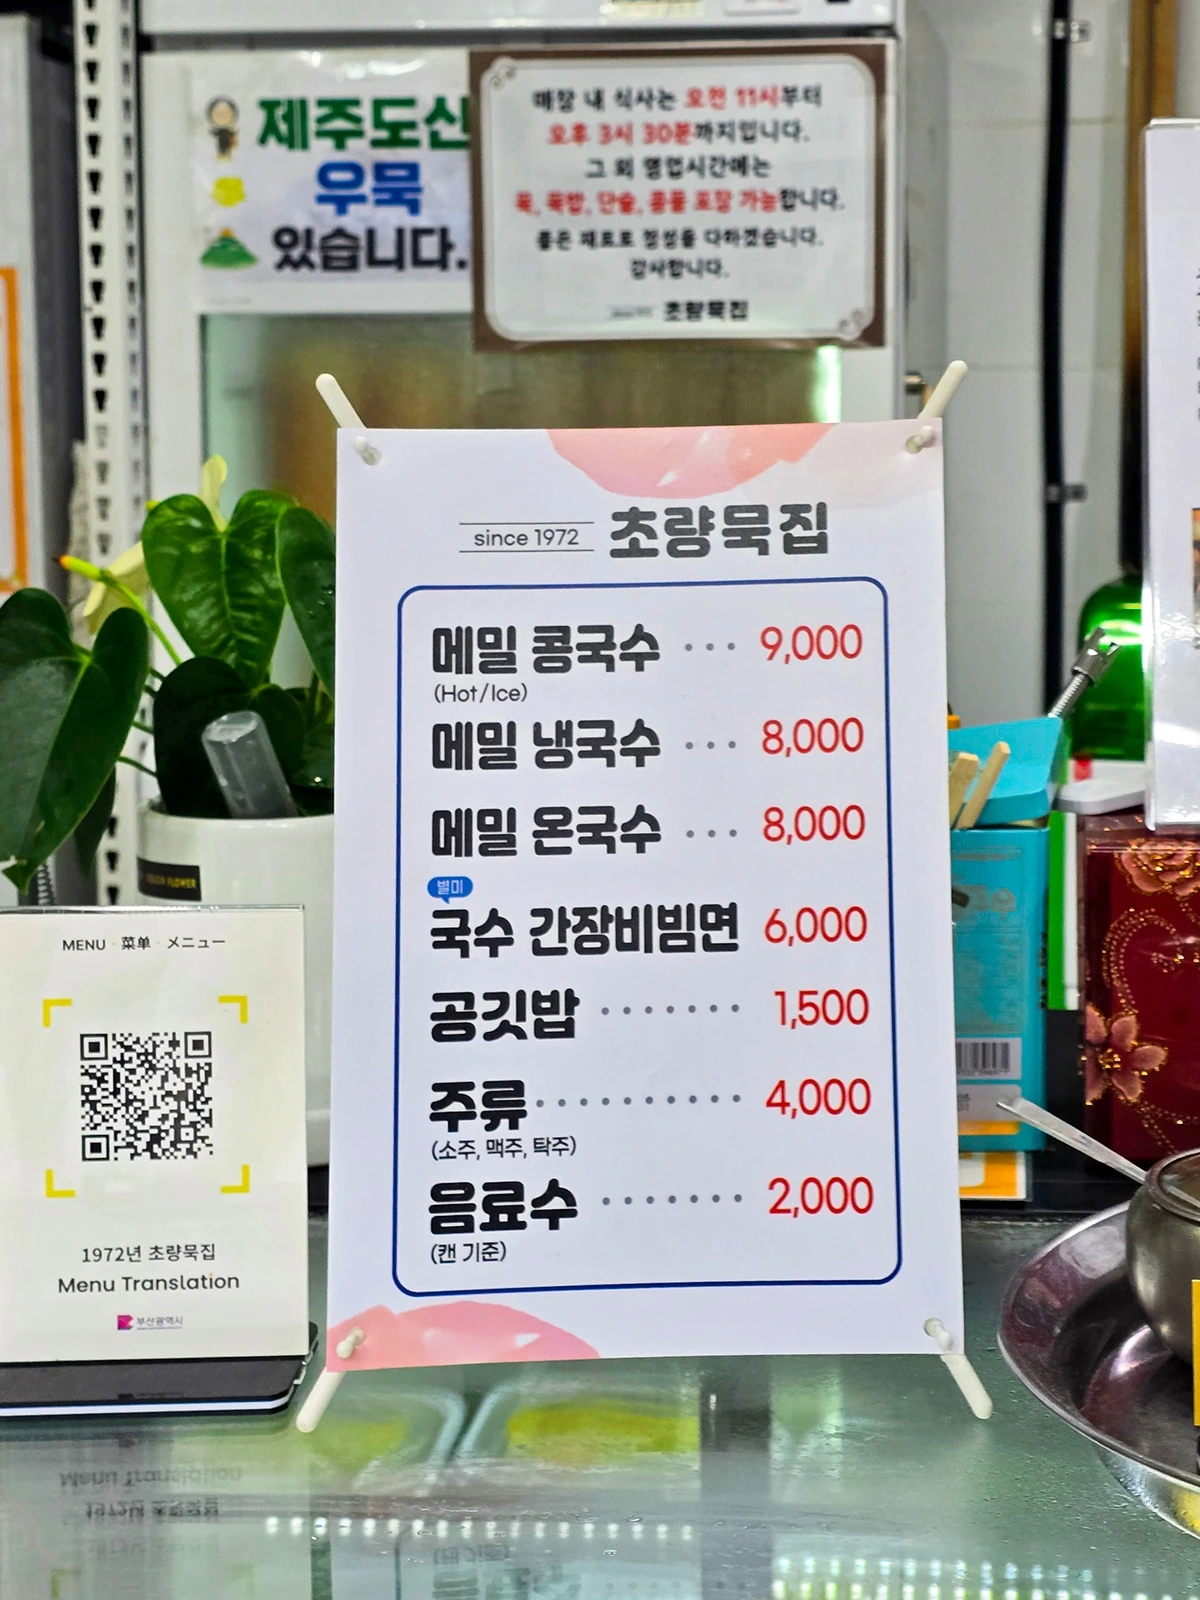 제주도산
우묵
있습니다.
매장 내 식사는 오전 11시부터
오후 3시 30분까지입니다.
그 외 영업시간에는
묵, 묵밥, 단술, 콩물 포장 가능합니다.
좋은 재료로 정성을 다하겠습니다.
감사합니다.
초량묵집
since 1972 초량묵집
메밀 콩국수 ··· 9,000
(Hot/Ice)
메밀 냉국수 ··· 8,000
메밀 온국수 ··· 8,000
별미
국수 간장비빔면 6,000
공깃밥 ······· 1,500
주류 ·········· 4,000
(소주, 맥주, 탁주)
음료수 ······· 2,000
(캔 기준)
MENU · 菜单 · メニュー
1972년 초량묵집
Menu Translation
부산광역시